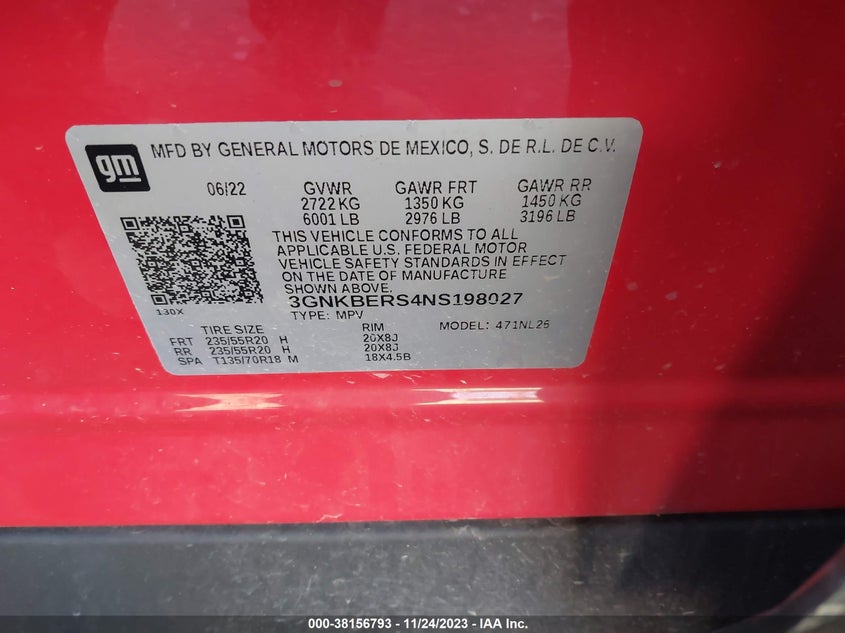 gm
MFD BY GENERAL MOTORS DE MEXICO, S. DE R.L. DE C.V.
06/22 GVWR GAWR FRT GAWR RR
2722 KG 1350 KG 1450 KG
6001 LB 2976 LB 3196 LB
THIS VEHICLE CONFORMS TO ALL
APPLICABLE U.S. FEDERAL MOTOR
VEHICLE SAFETY STANDARDS IN EFFECT
ON THE DATE OF MANUFACTURE
SHOWN ABOVE.
130X
3GNKBERS4NS198027
TYPE: MPV MODEL: 471NL26
TIRE SIZE RIM
FRT 235/55R20 H 20X8J
RR 235/55R20 H 20X8J
SPA T135/70R18 M 18X4.5B
000-38156793 - 11/24/2023 - IAA Inc.